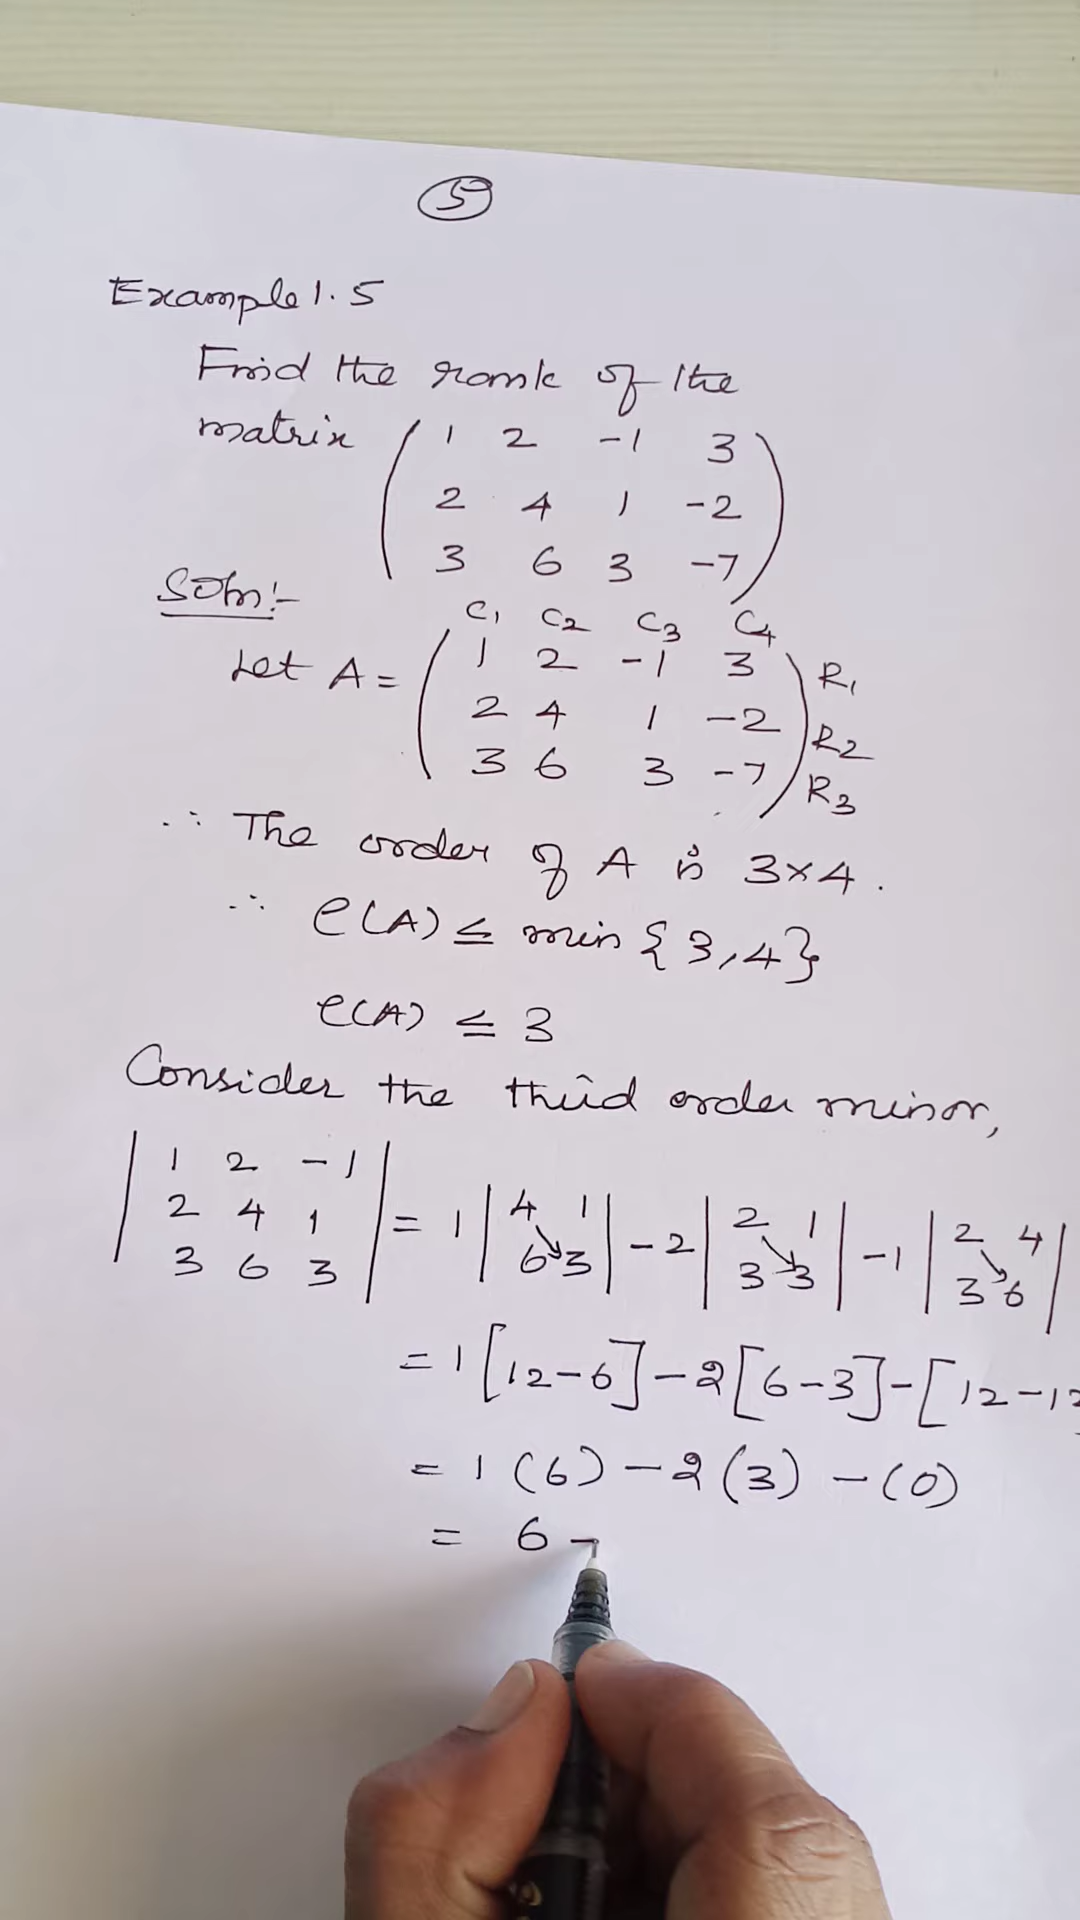 5
Example 1.5
Find the rank of the
matrix ( 1 2 -1 3
2 4 1 -2
3 6 3 -7 )
Soln:-
C1 C2 C3 C4
Let A = ( 1 2 -1 3 ) R1
2 4 1 -2 R2
3 6 3 -7 R3
∴ The order of A is 3×4.
∴ ρ(A) ≤ min {3,4}
ρ(A) ≤ 3
Consider the third order minor,
| 1 2 -1 |
| 2 4 1 | = 1 | 4 1 | - 2 | 2 1 | - 1 | 2 4 |
| 3 6 3 | | 6 3 | | 3 3 | | 3 6 |
= 1 [12-6] - 2 [6-3] - [12-12
= 1 (6) - 2 (3) - (0)
= 6 -